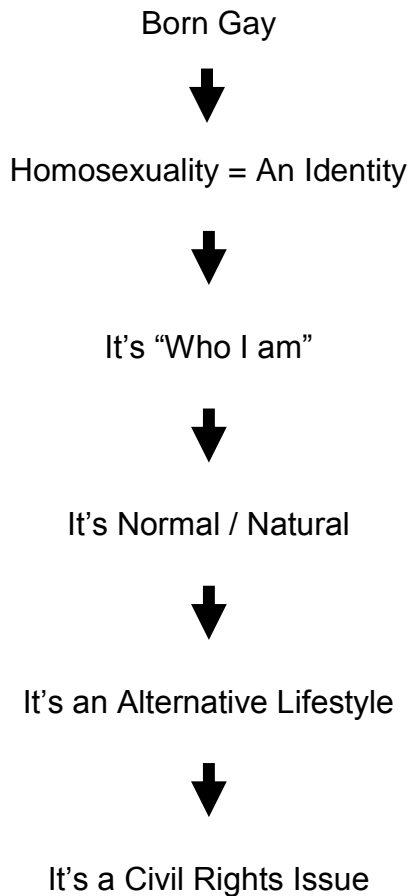 Born Gay
Homosexuality = An Identity
It’s “Who I am”
It’s Normal / Natural
It’s an Alternative Lifestyle
It’s a Civil Rights Issue